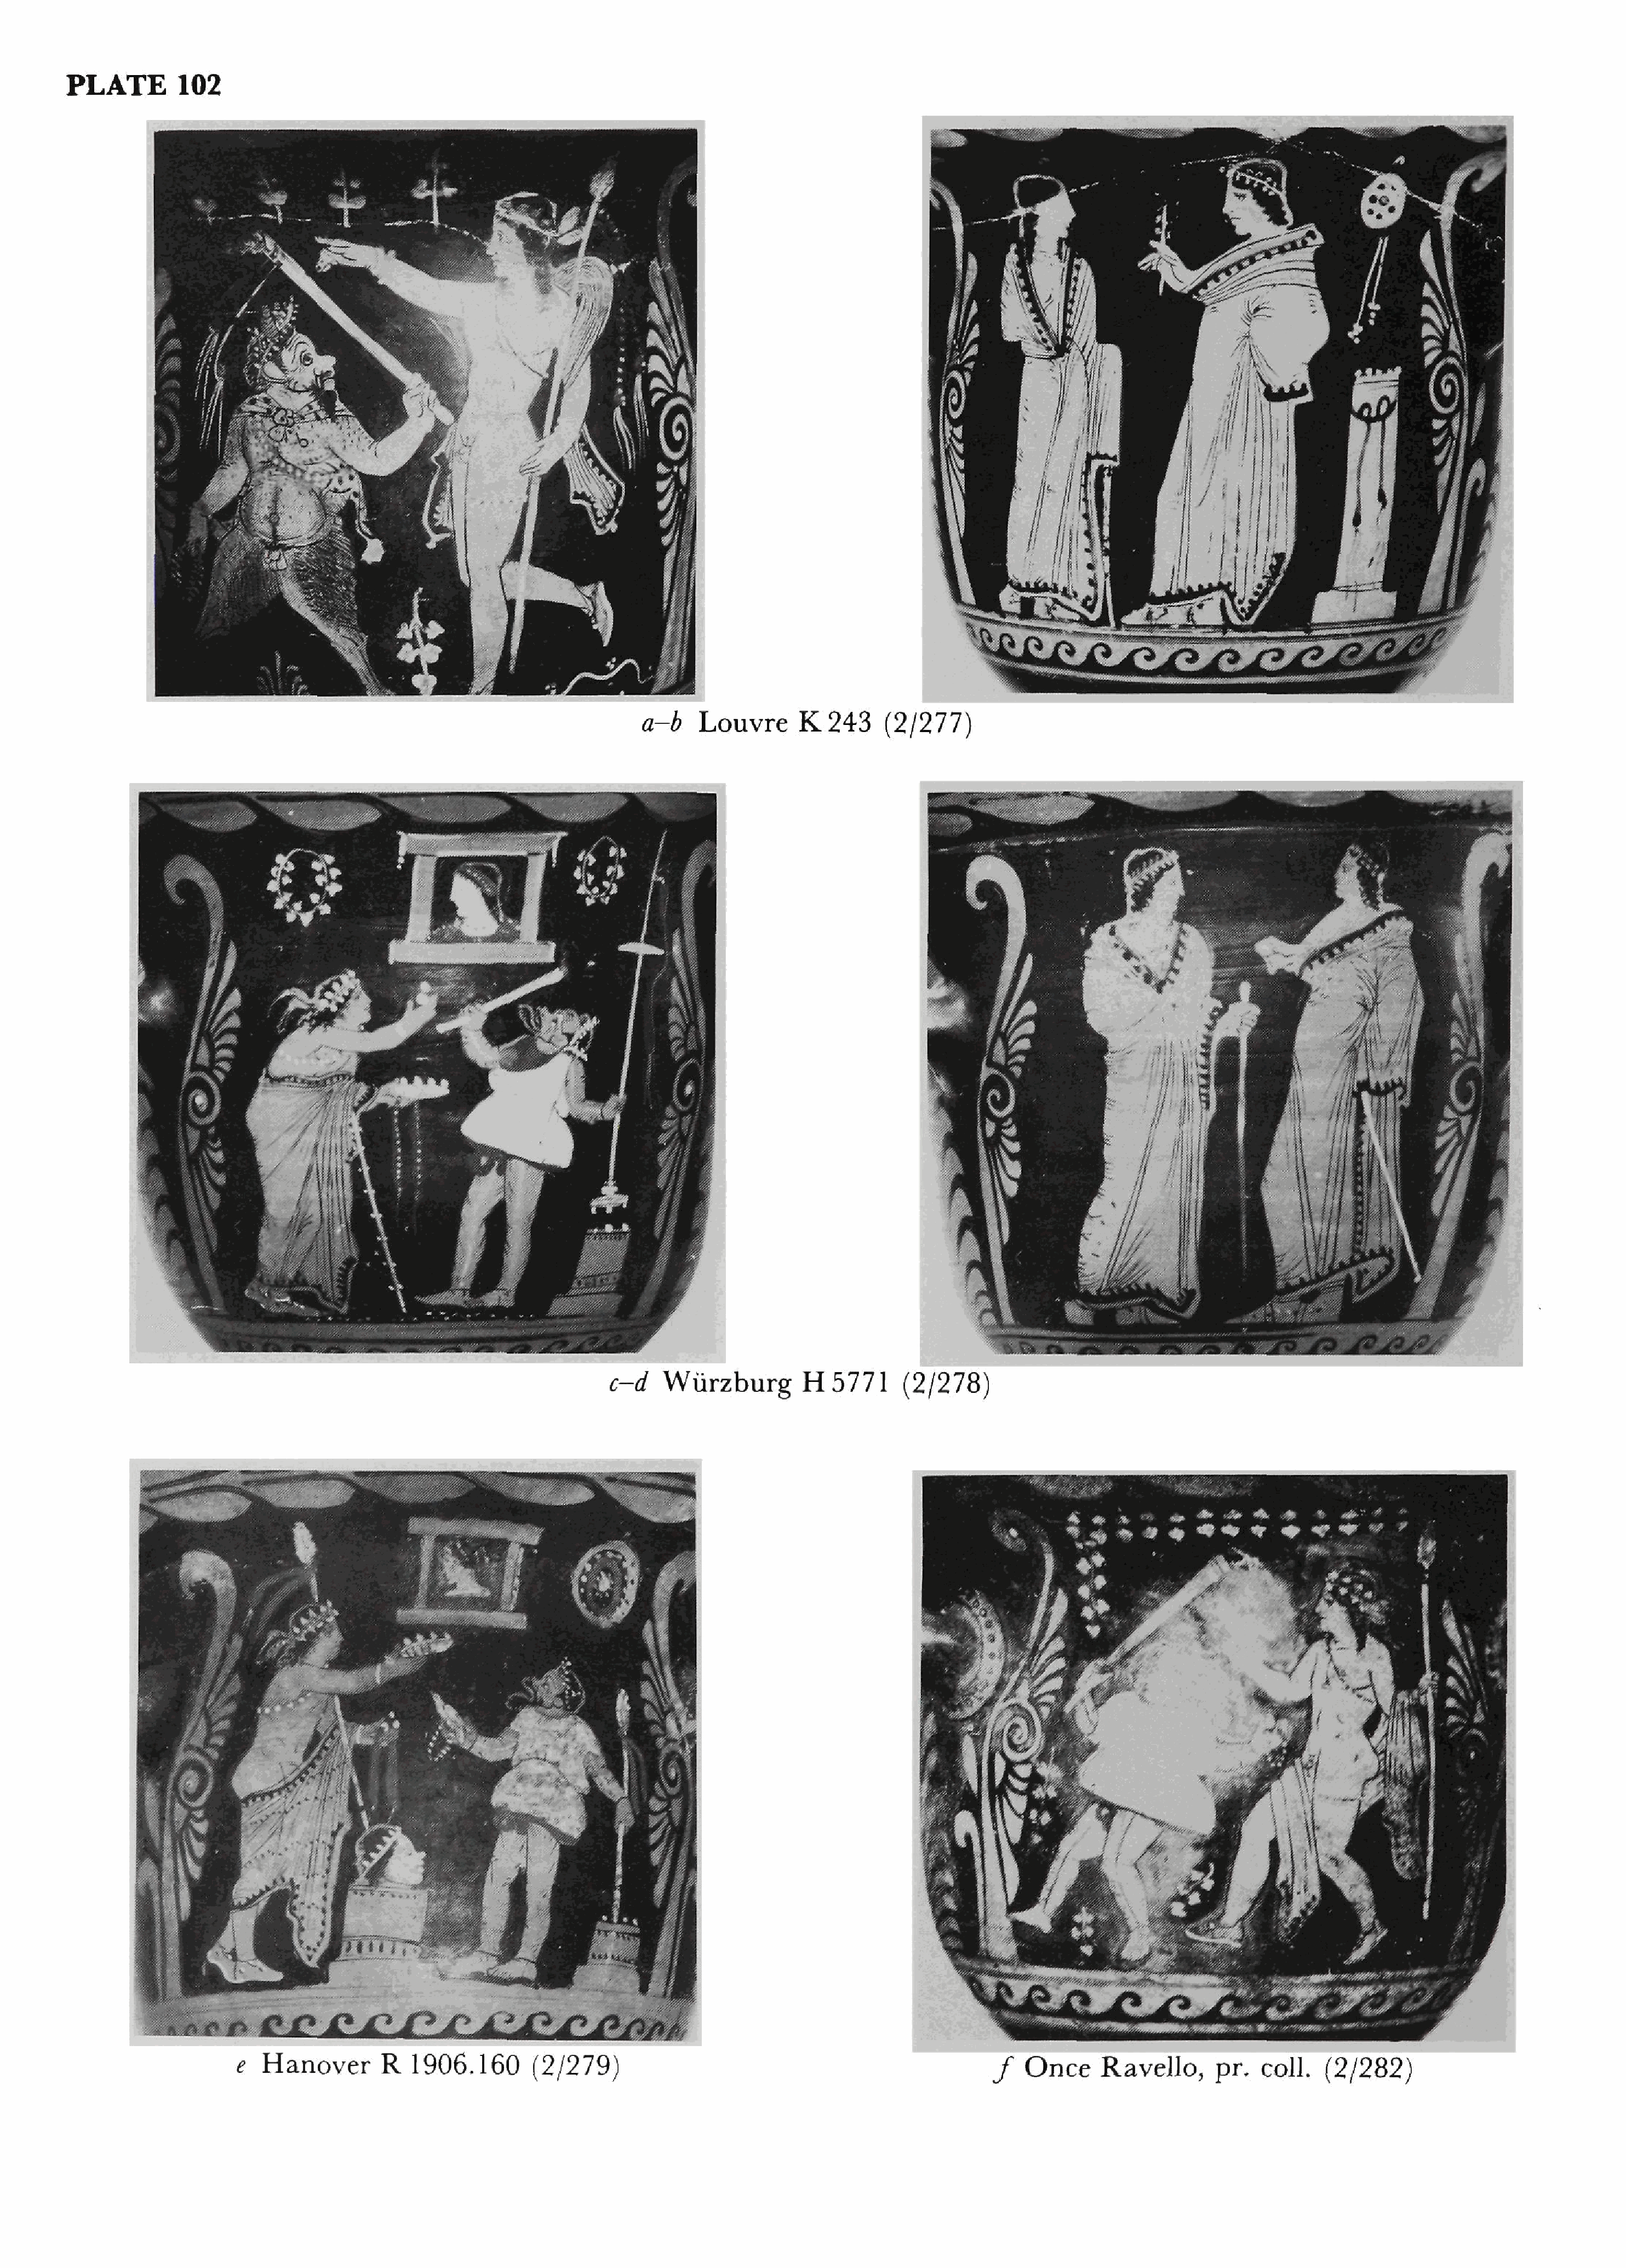 PLATE 102
a–b Louvre K 243 (2/277)
c–d Würzburg H 5771 (2/278)
e Hanover R 1906.160 (2/279)
f Once Ravello, pr. coll. (2/282)